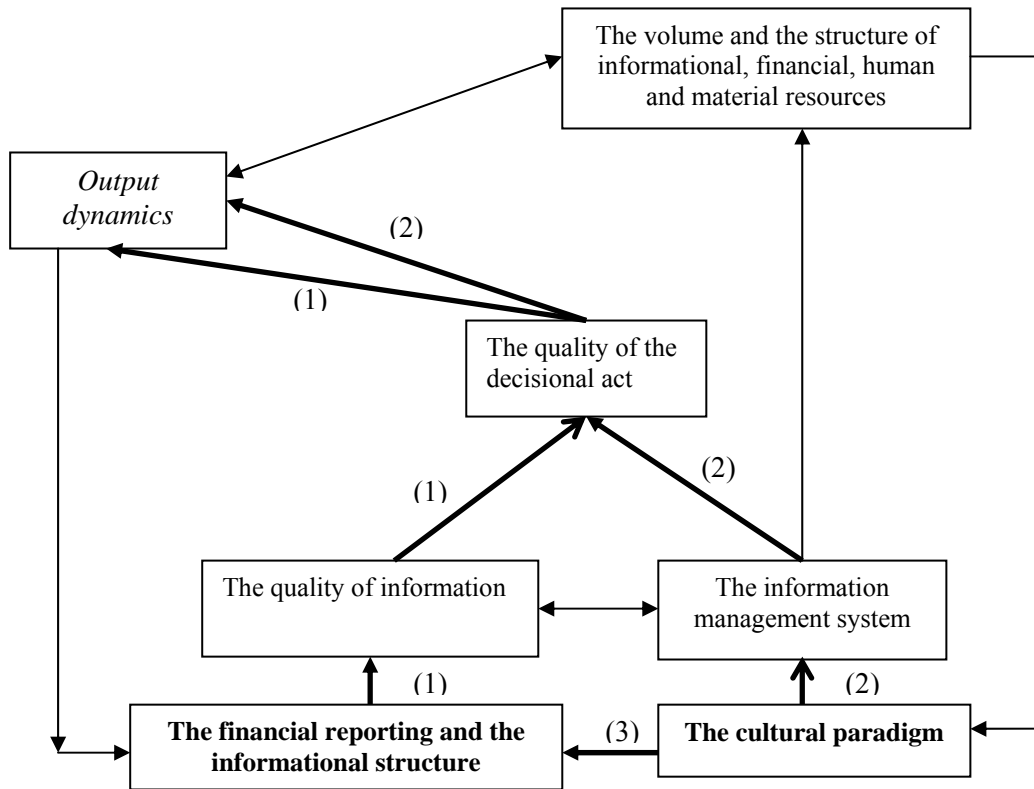 The volume and the structure of
informational, financial, human
and material resources
Output
dynamics
(2)
(1)
The quality of the
decisional act
(1)
(2)
The quality of information
The information
management system
(1)
(2)
The financial reporting and the
informational structure
(3)
The cultural paradigm